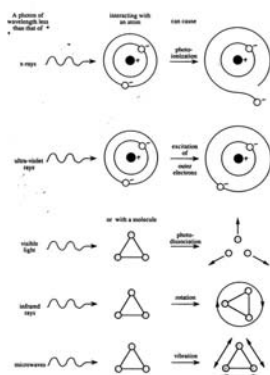 A photon of
wavelength less
than that of
interacting with
an atom
can cause
x-rays
photo-
ionization
ultra-violet rays
excitation
of
outer
electrons
or with a molecule
visible
light
photo-
dissociation
infrared
rays
rotation
microwaves
vibration